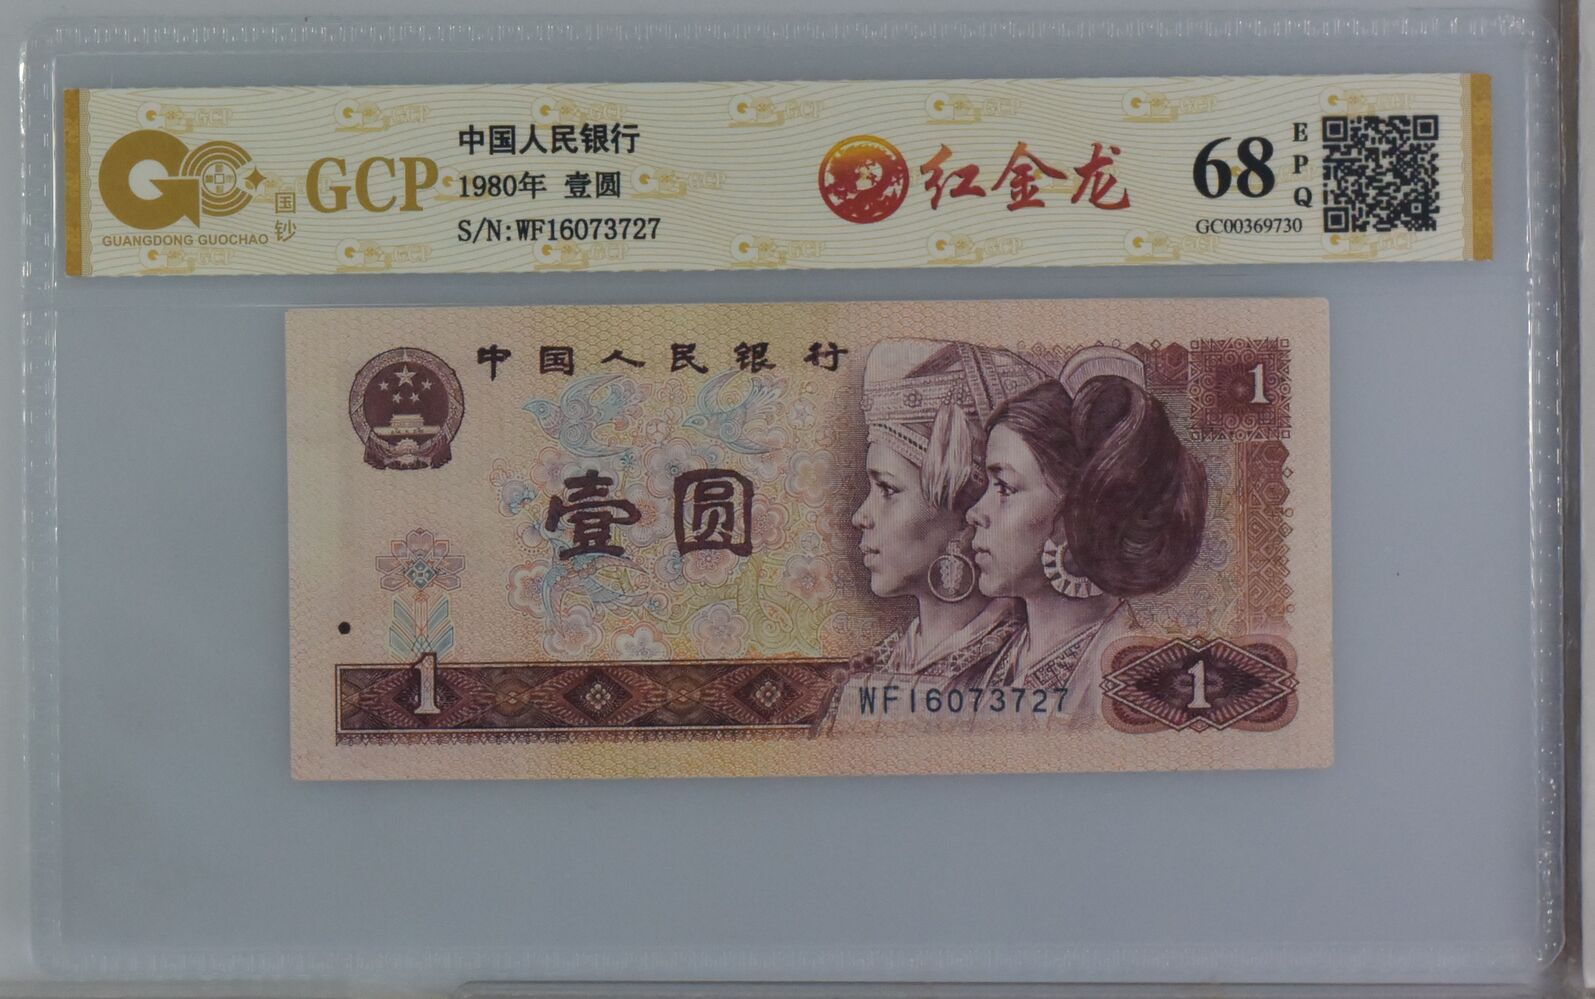 GUANGDONG GUOCHAO
国钞
GCP
中国人民银行
1980年 壹圆
S/N:WF16073727
红金龙
68
EPQ
GC00369730
中国人民银行
1
壹圆
1
WF16073727
1